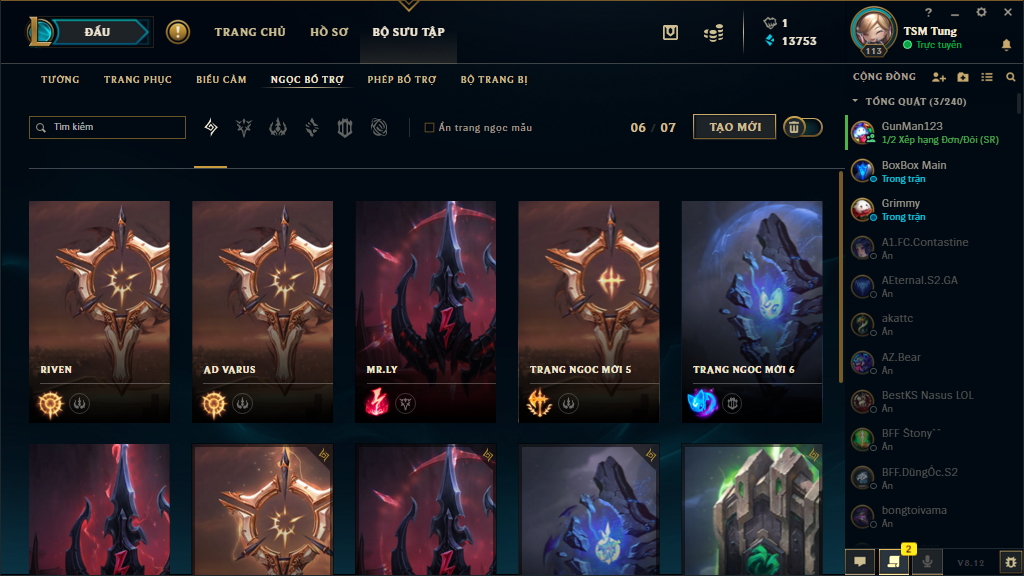 ĐẤU
TRANG CHỦ
HỒ SƠ
BỘ SƯU TẬP
1
13753
113
TSM Tung
Trực tuyến
TƯỚNG
TRANG PHỤC
BIỂU CẢM
NGỌC BỔ TRỢ
PHÉP BỔ TRỢ
BỘ TRANG BỊ
CỘNG ĐỒNG
TỔNG QUÁT (3/240)
Tìm kiếm
Ẩn trang ngọc mẫu
06 / 07
TẠO MỚI
RIVEN
AD VARUS
MR.LY
TRANG NGỌC MỚI 5
TRANG NGỌC MỚI 6
GunMan123
1/2 Xếp hạng Đơn/Đôi (SR)
BoxBox Main
Trong trận
Grimmy
Trong trận
A1.FC.Contastine
Ẩn
AEternal.S2.GA
Ẩn
akattc
Ẩn
AZ.Bear
Ẩn
BestKS Nasus LOL
Ẩn
BFF Štony^^
Ẩn
BFF.DũngÔc.S2
Ẩn
bongtoivama
Ẩn
2
V8.12